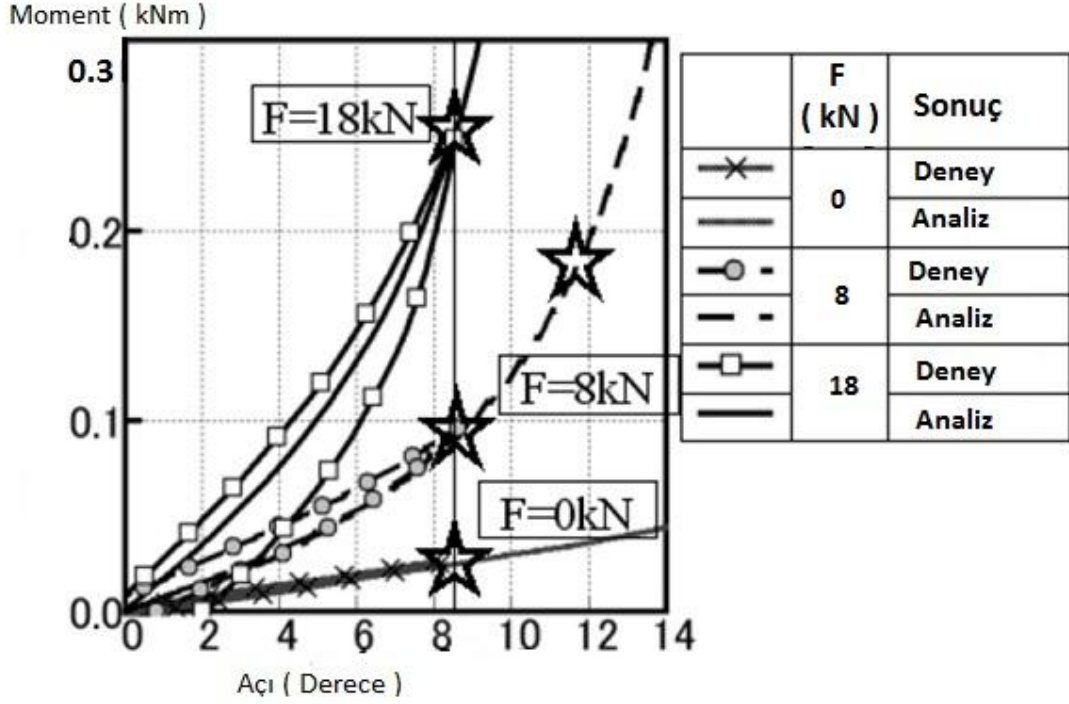 Moment ( kNm )
0.3
0.2
0.1
0.0
F=18kN
F=8kN
F=0kN
0 2 4 6 8 10 12 14
Açı ( Derece )
F
( kN )
Sonuç
0
Deney
Analiz
8
Deney
Analiz
18
Deney
Analiz